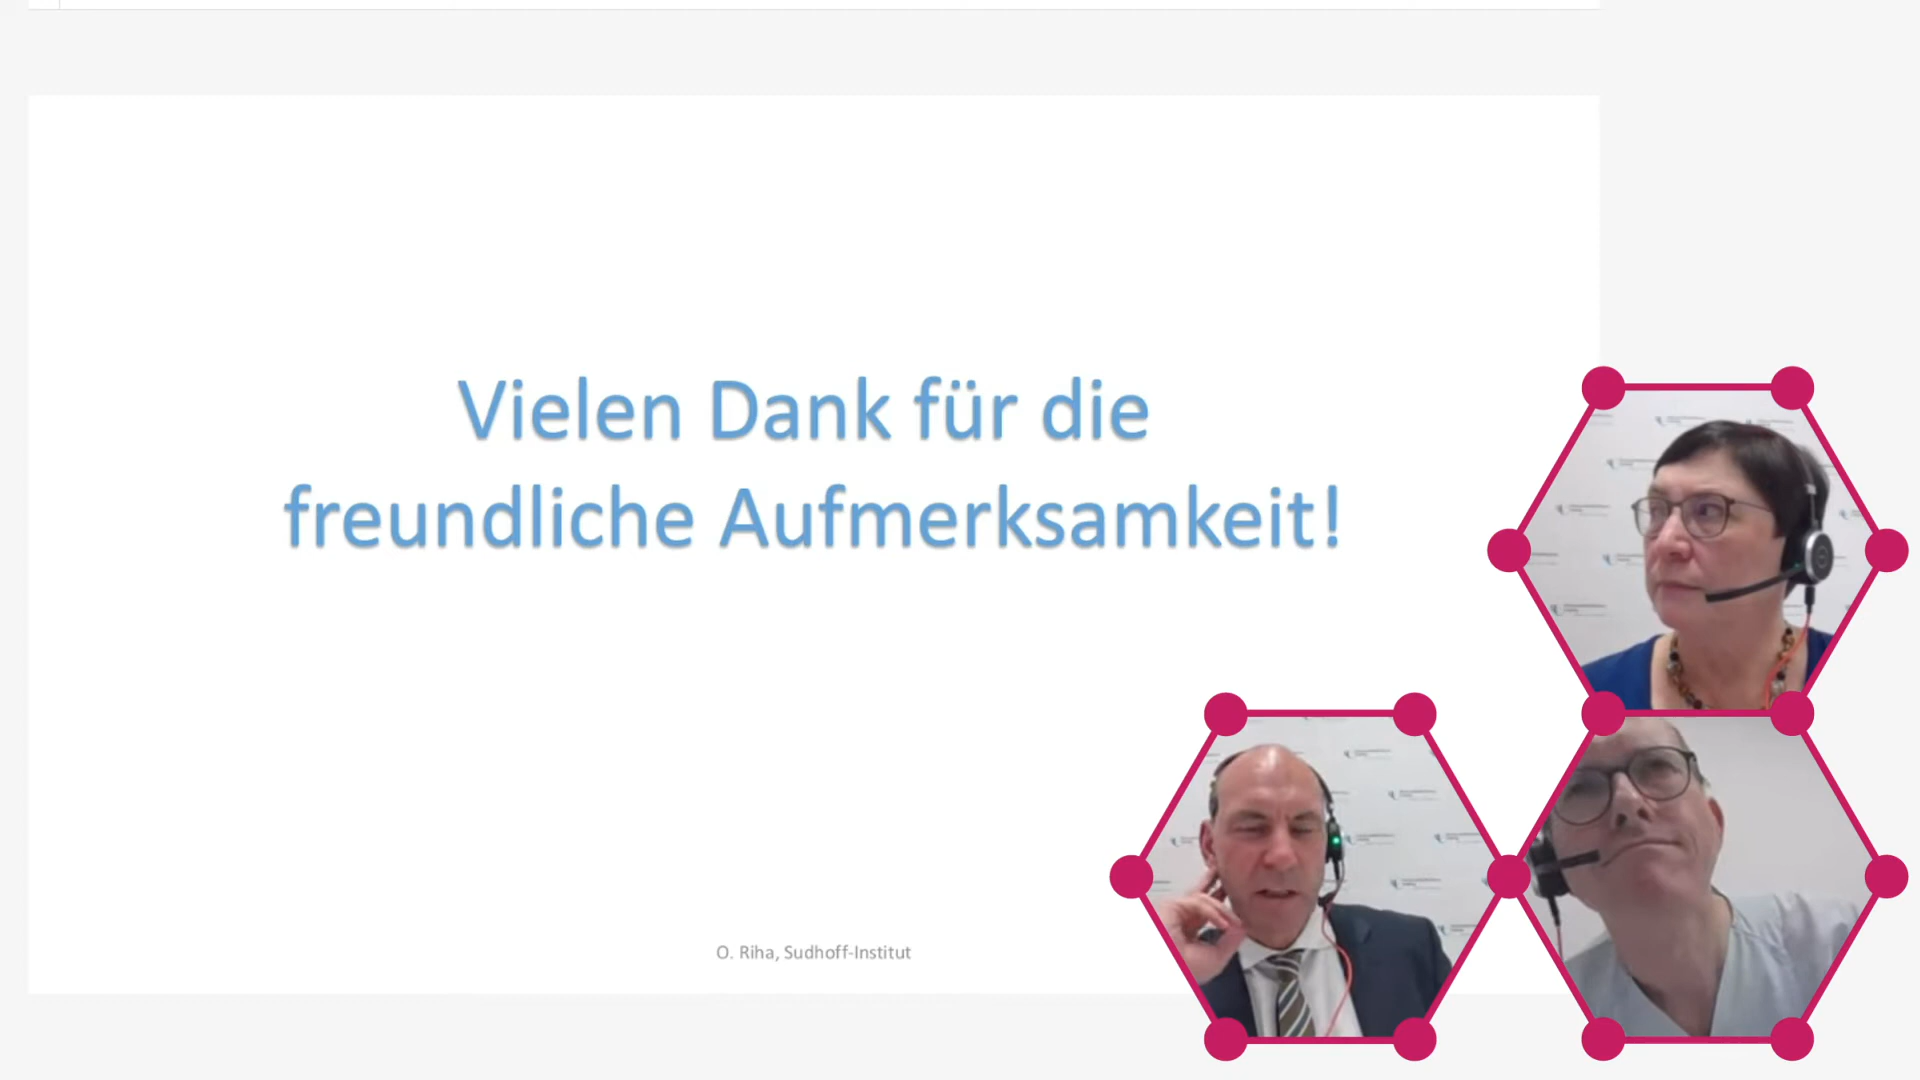 Vielen Dank für die
freundliche Aufmerksamkeit!
O. Riha, Sudhoff-Institut